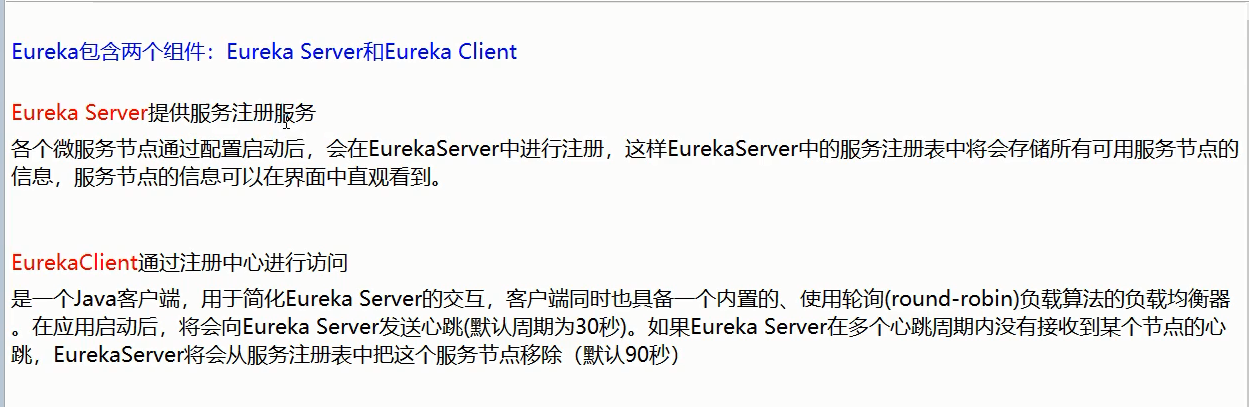 Eureka包含两个组件：Eureka Server和Eureka Client
Eureka Server提供服务注册服务
各个微服务节点通过配置启动后，会在EurekaServer中进行注册，这样EurekaServer中的服务注册表中将会存储所有可用服务节点的
信息，服务节点的信息可以在界面中直观看到。
EurekaClient通过注册中心进行访问
是一个Java客户端，用于简化Eureka Server的交互，客户端同时也具备一个内置的、使用轮询(round-robin)负载算法的负载均衡器
。在应用启动后，将会向Eureka Server发送心跳(默认周期为30秒)。如果Eureka Server在多个心跳周期内没有接收到某个节点的心
跳，EurekaServer将会从服务注册表中把这个服务节点移除（默认90秒）